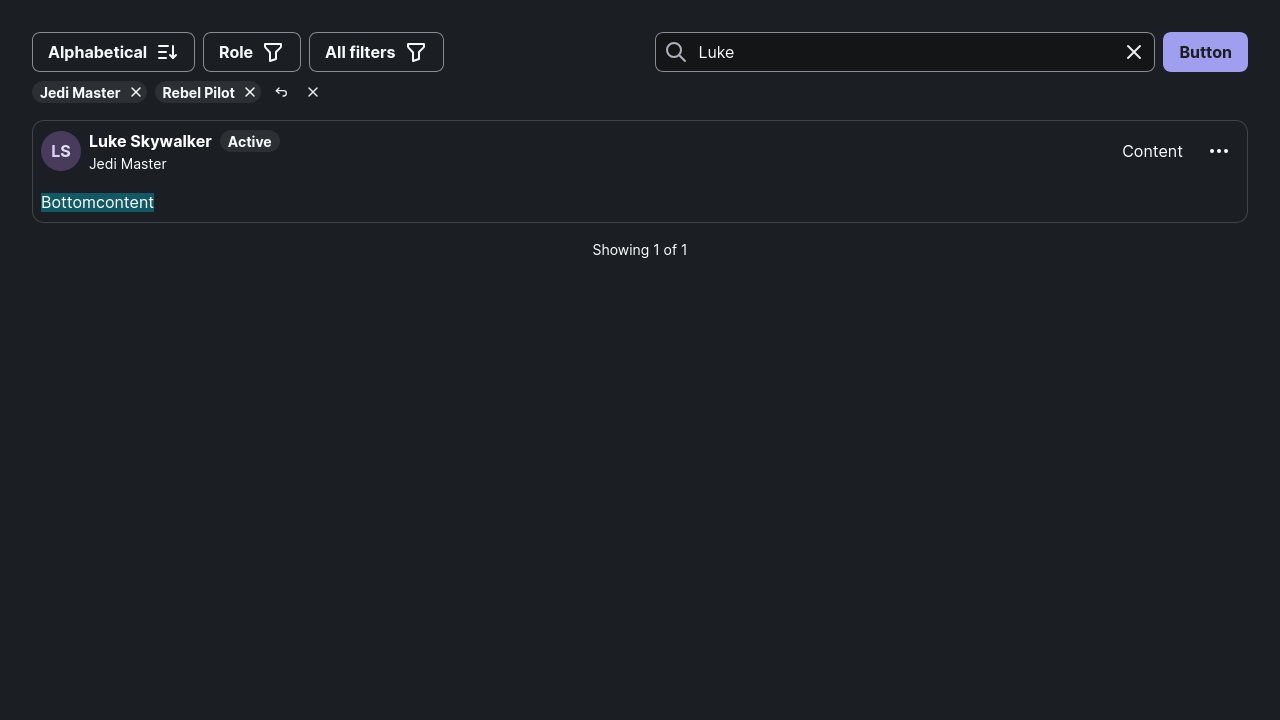 Alphabetical Role All filters Luke Button
Jedi Master Rebel Pilot
LS Luke Skywalker Active
Jedi Master
Content
Bottomcontent
Showing 1 of 1